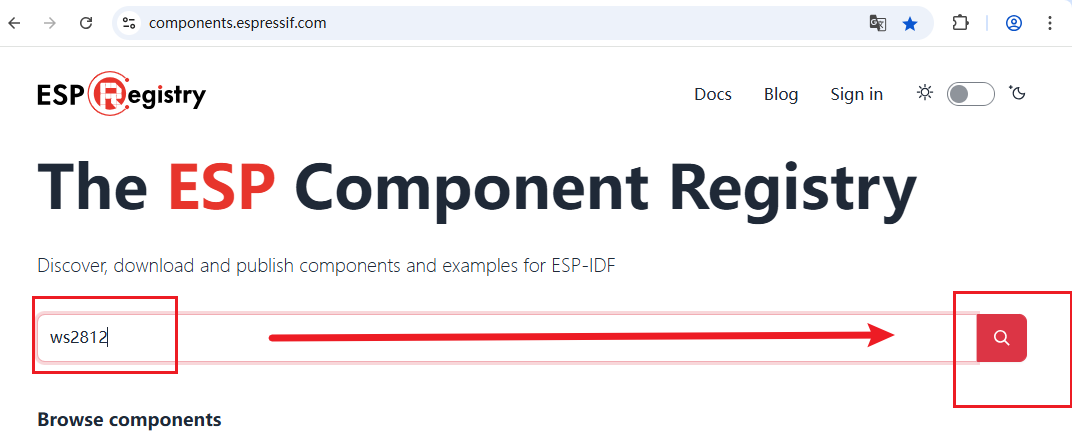 components.espressif.com
ESP Registry
Docs Blog Sign in
The ESP Component Registry
Discover, download and publish components and examples for ESP-IDF
ws2812
Browse components